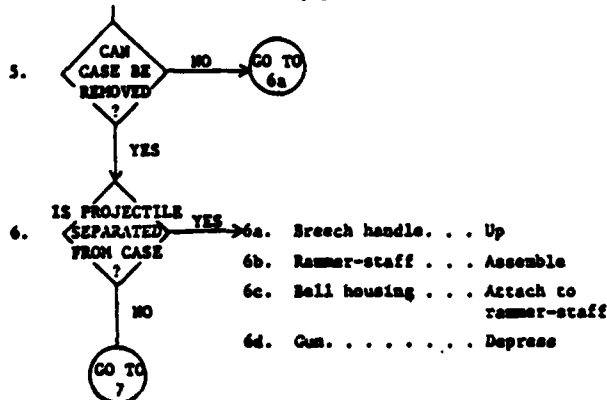 5.
CAN
CASE BE
REMOVED
?
NO
GO TO
6a
YES
6.
IS PROJECTILE
SEPARATED
FROM CASE
?
YES
6a. Breech handle. . . Up
6b. Rammer-staff . . . Assemble
6c. Bell housing . . . Attach to
rammer-staff
6d. Gun. . . . . . . . Depress
NO
GO TO
7